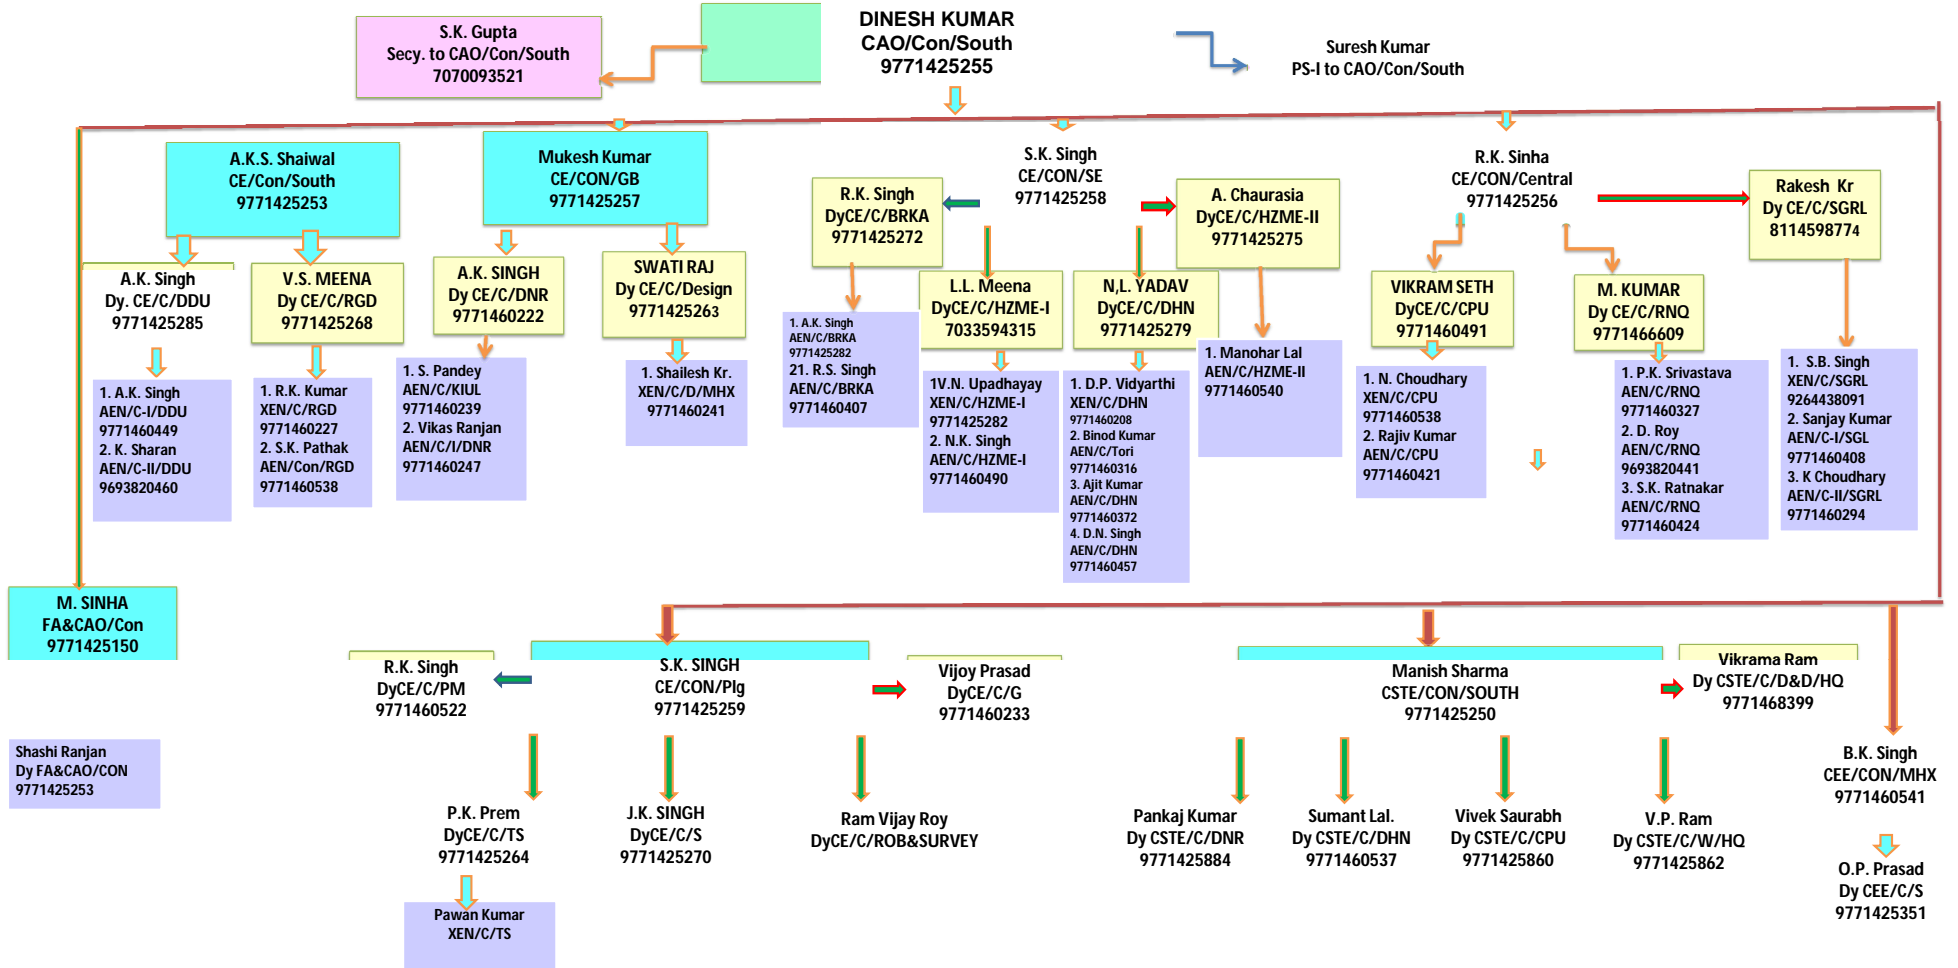 S.K. Gupta
Secy. to CAO/Con/South
7070093521
DINESH KUMAR
CAO/Con/South
9771425255
Suresh Kumar
PS-I to CAO/Con/South
A.K.S. Shaiwal
CE/Con/South
9771425253
Mukesh Kumar
CE/CON/GB
9771425257
S.K. Singh
CE/CON/SE
9771425258
R.K. Sinha
CE/CON/Central
9771425256
R.K. Singh
DyCE/C/BRKA
9771425272
A. Chaurasia
DyCE/C/HZME-II
9771425275
Rakesh Kr
Dy CE/C/SGRL
8114598774
A.K. Singh
Dy. CE/C/DDU
9771425285
V.S. MEENA
Dy CE/C/RGD
9771425268
A.K. SINGH
Dy CE/C/DNR
9771460222
SWATI RAJ
Dy CE/C/Design
9771425263
L.L. Meena
DyCE/C/HZME-I
7033594315
N,L. YADAV
DyCE/C/DHN
9771425279
VIKRAM SETH
DyCE/C/CPU
9771460491
M. KUMAR
Dy CE/C/RNQ
9771466609
1. A.K. Singh
AEN/C-I/DDU
9771460449
2. K. Sharan
AEN/C-II/DDU
9693820460
1. R.K. Kumar
XEN/C/RGD
9771460227
2. S.K. Pathak
AEN/Con/RGD
9771460538
1. S. Pandey
AEN/C/KIUL
9771460239
2. Vikas Ranjan
AEN/C/I/DNR
9771460247
1. Shailesh Kr.
XEN/C/D/MHX
9771460241
1. A.K. Singh
AEN/C/BRKA
9771425282
21. R.S. Singh
AEN/C/BRKA
9771460407
1V.N. Upadhayay
XEN/C/HZME-I
9771425282
2. N.K. Singh
AEN/C/HZME-I
9771460490
1. D.P. Vidyarthi
XEN/C/DHN
9771460208
2. Binod Kumar
AEN/C/Tori
9771460316
3. Ajit Kumar
AEN/C/DHN
9771460372
4. D.N. Singh
AEN/C/DHN
9771460457
1. Manohar Lal
AEN/C/HZME-II
9771460540
1. N. Choudhary
XEN/C/CPU
9771460538
2. Rajiv Kumar
AEN/C/CPU
9771460421
1. P.K. Srivastava
AEN/C/RNQ
9771460327
2. D. Roy
AEN/C/RNQ
9693820441
3. S.K. Ratnakar
AEN/C/RNQ
9771460424
1. S.B. Singh
XEN/C/SGRL
9264438091
2. Sanjay Kumar
AEN/C-I/SGL
9771460408
3. K Choudhary
AEN/C-II/SGRL
9771460294
M. SINHA
FA&CAO/Con
9771425150
R.K. Singh
DyCE/C/PM
9771460522
S.K. SINGH
CE/CON/Plg
9771425259
Vijoy Prasad
DyCE/C/G
9771460233
Manish Sharma
CSTE/CON/SOUTH
9771425250
Vikrama Ram
Dy CSTE/C/D&D/HQ
9771468399
Shashi Ranjan
Dy FA&CAO/CON
9771425253
B.K. Singh
CEE/CON/MHX
9771460541
P.K. Prem
DyCE/C/TS
9771425264
J.K. SINGH
DyCE/C/S
9771425270
Ram Vijay Roy
DyCE/C/ROB&SURVEY
Pankaj Kumar
Dy CSTE/C/DNR
9771425884
Sumant Lal.
Dy CSTE/C/DHN
9771460537
Vivek Saurabh
Dy CSTE/C/CPU
9771425860
V.P. Ram
Dy CSTE/C/W/HQ
9771425862
O.P. Prasad
Dy CEE/C/S
9771425351
Pawan Kumar
XEN/C/TS